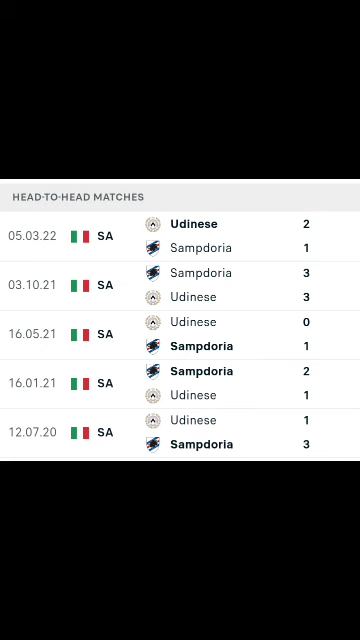 HEAD-TO-HEAD MATCHES
05.03.22 SA Udinese 2
Sampdoria 1
03.10.21 SA Sampdoria 3
Udinese 3
16.05.21 SA Udinese 0
Sampdoria 1
16.01.21 SA Sampdoria 2
Udinese 1
12.07.20 SA Udinese 1
Sampdoria 3